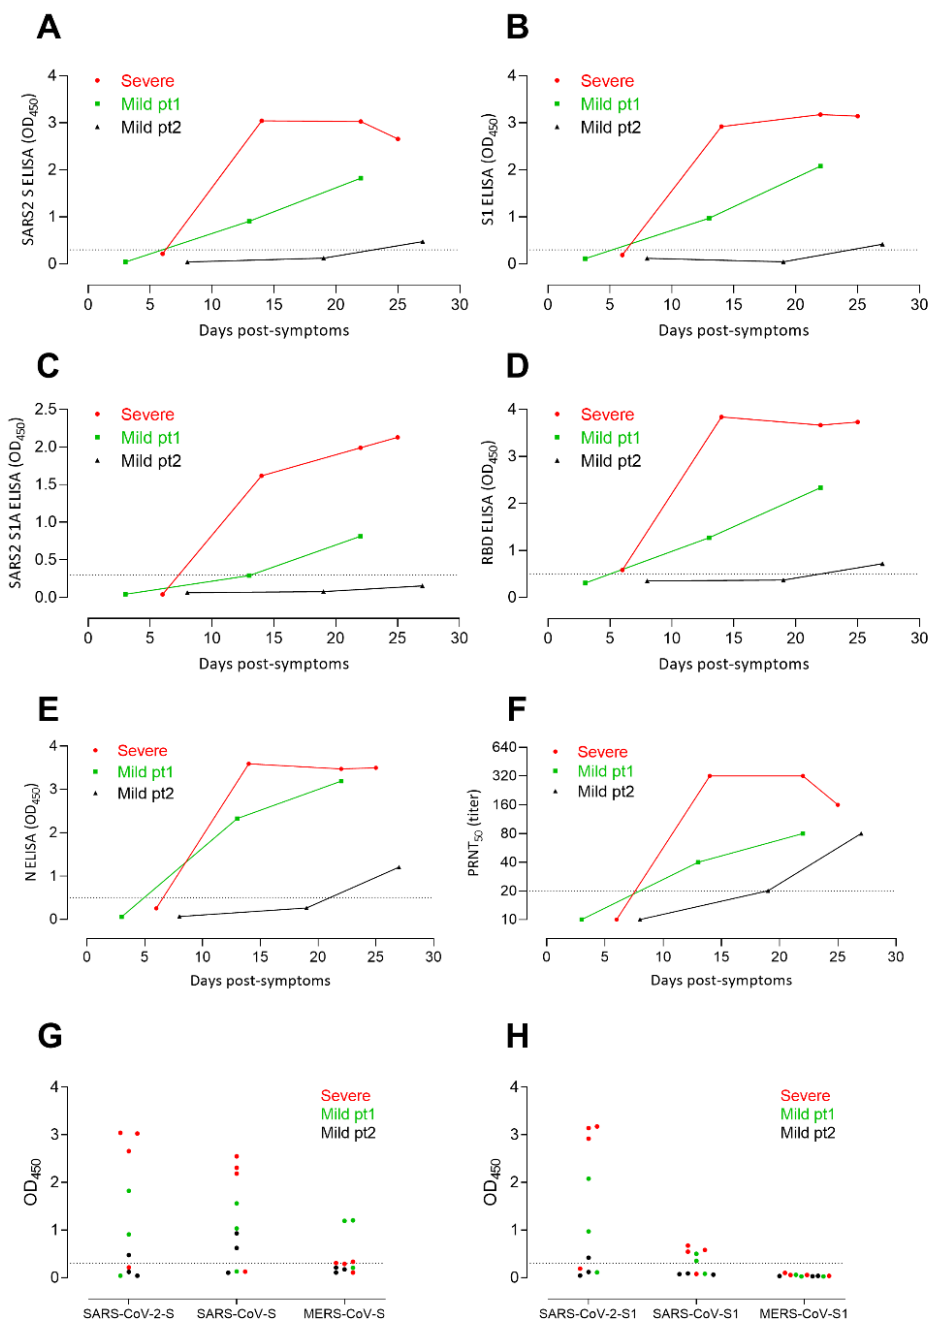 A
SARS2 S ELISA (OD450)
4
3
2
1
0
Severe
Mild pt1
Mild pt2
0 5 10 15 20 25 30
Days post-symptoms
B
S1 ELISA (OD450)
4
3
2
1
0
Severe
Mild pt1
Mild pt2
0 5 10 15 20 25 30
Days post-symptoms
C
SARS2 S1A ELISA (OD450)
2.5
2.0
1.5
1.0
0.5
0.0
Severe
Mild pt1
Mild pt2
0 5 10 15 20 25 30
Days post-symptoms
D
RBD ELISA (OD450)
4
3
2
1
0
Severe
Mild pt1
Mild pt2
0 5 10 15 20 25 30
Days post-symptoms
E
N ELISA (OD450)
4
3
2
1
0
Severe
Mild pt1
Mild pt2
0 5 10 15 20 25 30
Days post-symptoms
F
PRNT50 (titer)
640
320
160
80
40
20
10
Severe
Mild pt1
Mild pt2
0 5 10 15 20 25 30
Days post-symptoms
G
OD450
4
3
2
1
0
Severe
Mild pt1
Mild pt2
SARS-CoV-2-S SARS-CoV-S MERS-CoV-S
H
OD450
4
3
2
1
0
Severe
Mild pt1
Mild pt2
SARS-CoV-2-S1 SARS-CoV-S1 MERS-CoV-S1